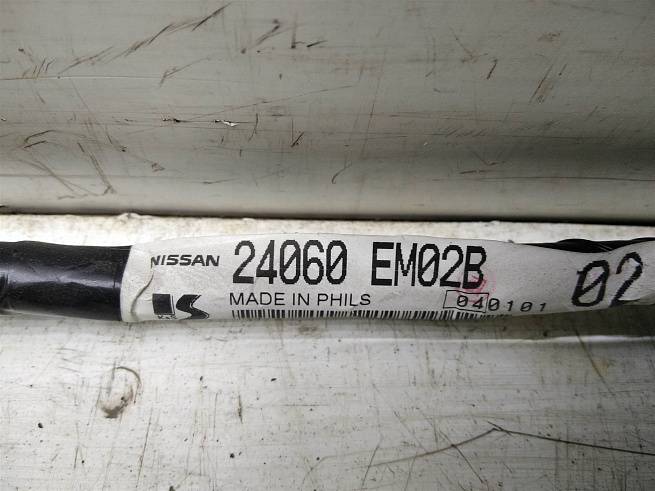 NISSAN 24060 EM02B
MADE IN PHILS
040101 02